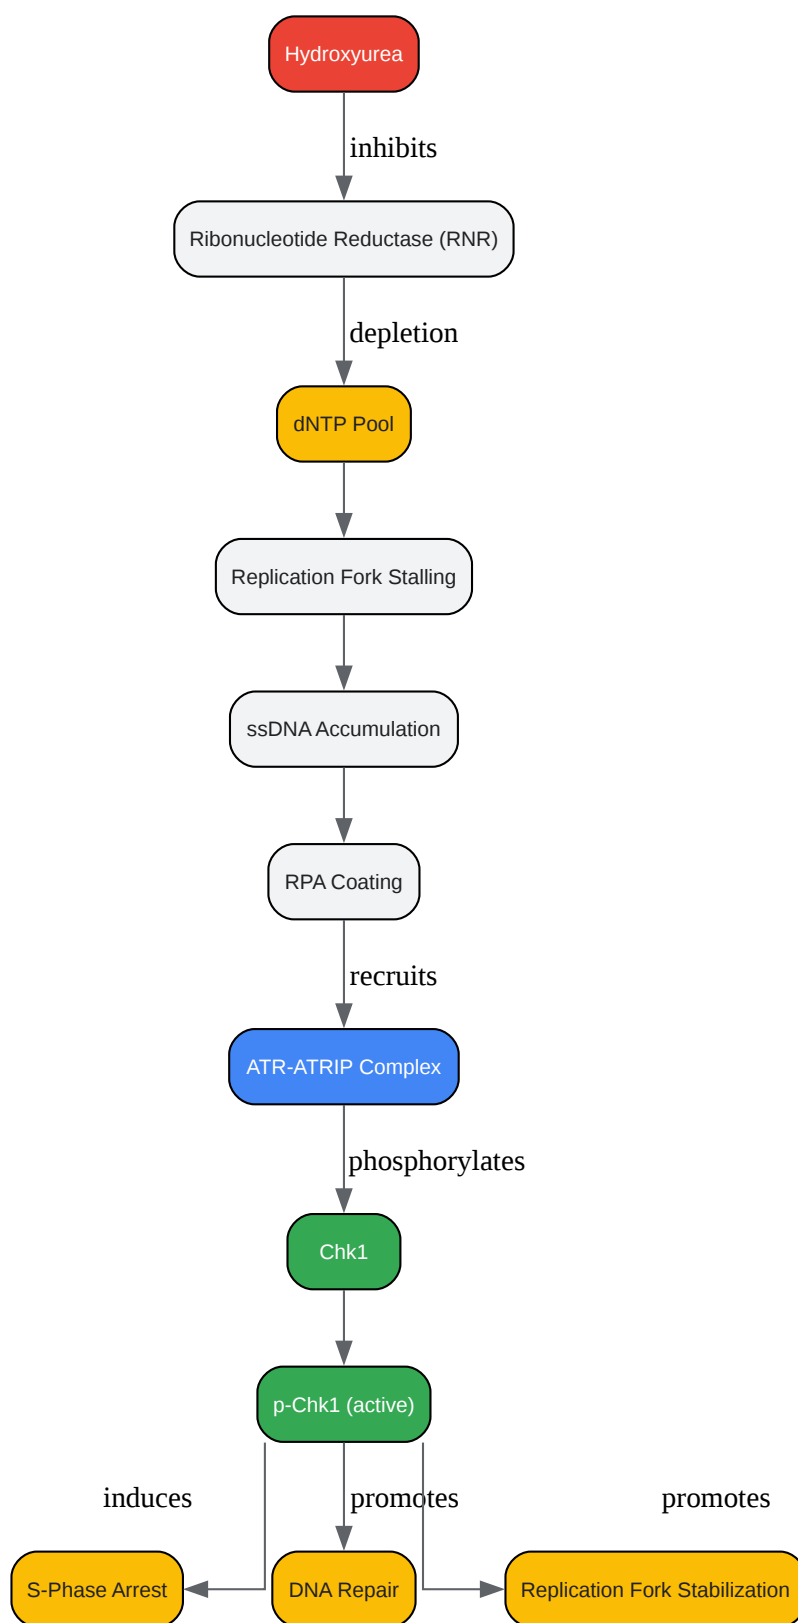 Hydroxyurea
inhibits
Ribonucleotide Reductase (RNR)
depletion
dNTP Pool
Replication Fork Stalling
ssDNA Accumulation
RPA Coating
recruits
ATR-ATRIP Complex
phosphorylates
Chk1
p-Chk1 (active)
induces
promotes
promotes
S-Phase Arrest
DNA Repair
Replication Fork Stabilization